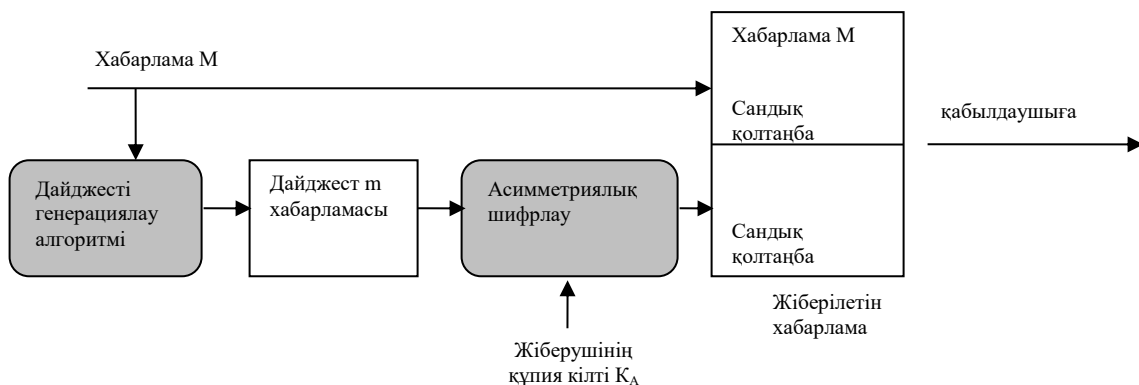 Хабарлама М
Хабарлама М
Сандық
қолтаңба
қабылдаушыға
Дайджесті
генерациялау
алгоритмі
Дайджест m
хабарламасы
Асимметриялық
шифрлау
Сандық
қолтаңба
Жіберілетін
хабарлама
Жіберушінің
құпия кілті КА